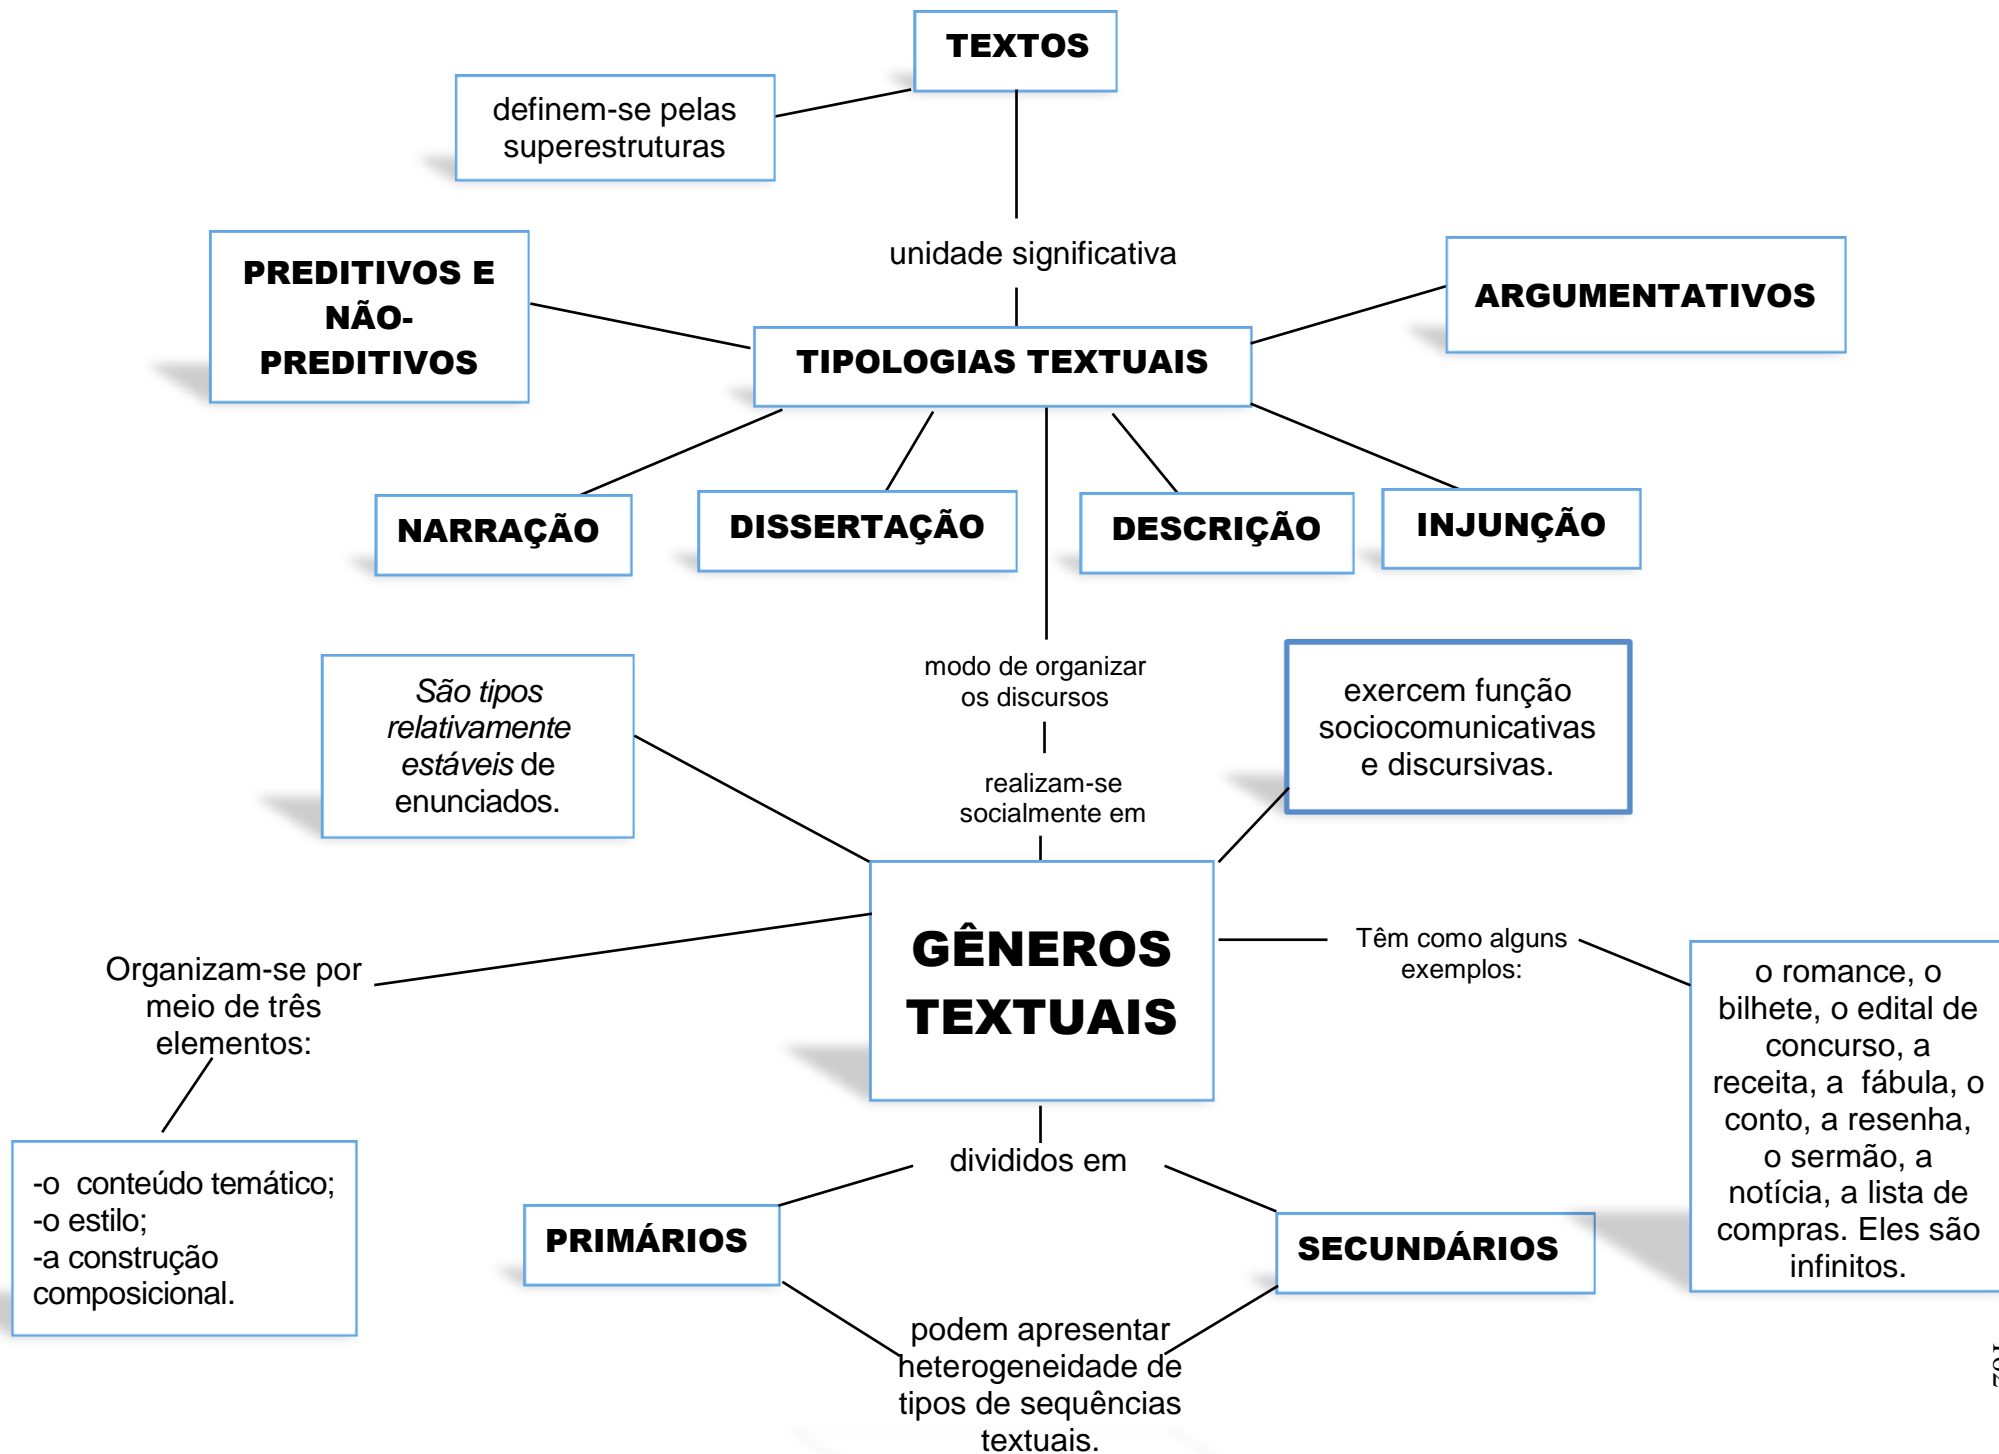 TEXTOS
definem-se pelas
superestruturas
unidade significativa
PREDITIVOS E
NÃO-
PREDITIVOS
ARGUMENTATIVOS
TIPOLOGIAS TEXTUAIS
NARRAÇÃO
DISSERTAÇÃO
DESCRIÇÃO
INJUNÇÃO
modo de organizar
os discursos
São tipos
relativamente
estáveis de
enunciados.
exercem função
sociocomunicativas
e discursivas.
realizam-se
socialmente em
GÊNEROS
TEXTUAIS
Têm como alguns
exemplos:
Organizam-se por
meio de três
elementos:
o romance, o
bilhete, o edital de
concurso, a
receita, a  fábula, o
conto, a resenha,
o sermão, a
notícia, a lista de
compras. Eles são
infinitos.
-o  conteúdo temático;
-o estilo;
-a construção
composicional.
divididos em
PRIMÁRIOS
SECUNDÁRIOS
podem apresentar
heterogeneidade de
tipos de sequências
textuais.